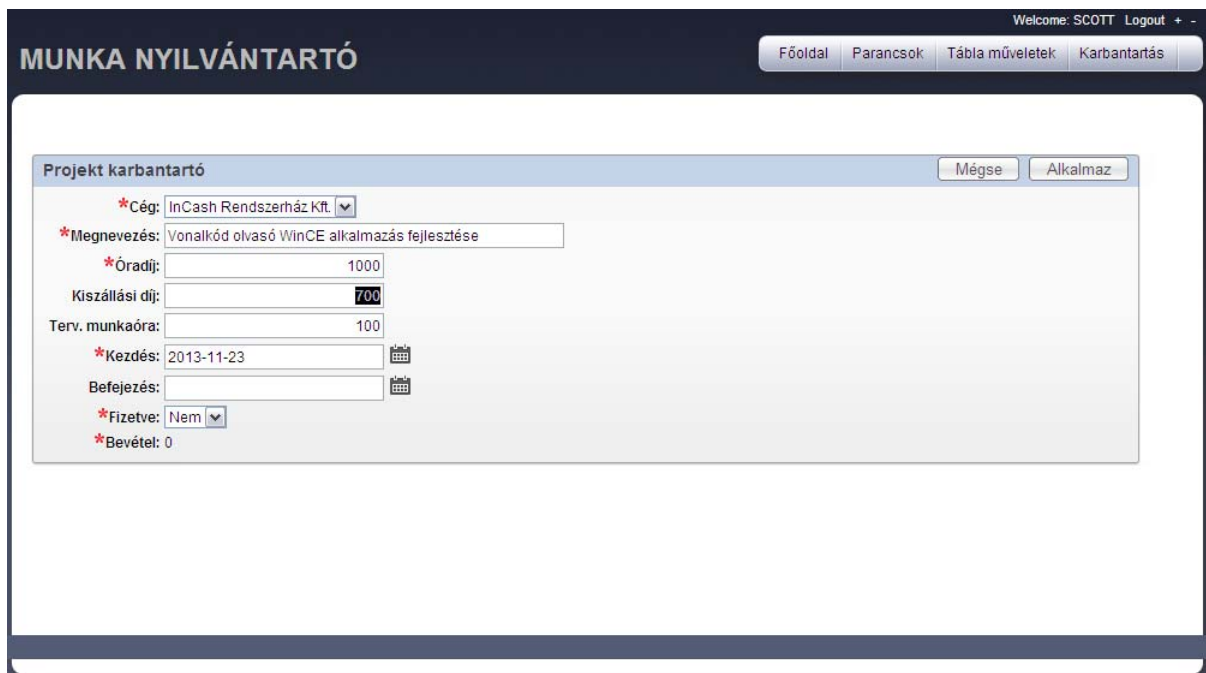 Welcome: SCOTT Logout + -
MUNKA NYILVÁNTARTÓ
Főoldal Parancsok Tábla műveletek Karbantartás
Projekt karbantartó Mégse Alkalmaz
*Cég: InCash Rendszerház Kft.
*Megnevezés: Vonalkód olvasó WinCE alkalmazás fejlesztése
*Óradíj: 1000
Kiszállási díj: 700
Terv. munkaóra: 100
*Kezdés: 2013-11-23
Befejezés:
*Fizetve: Nem
*Bevétel: 0